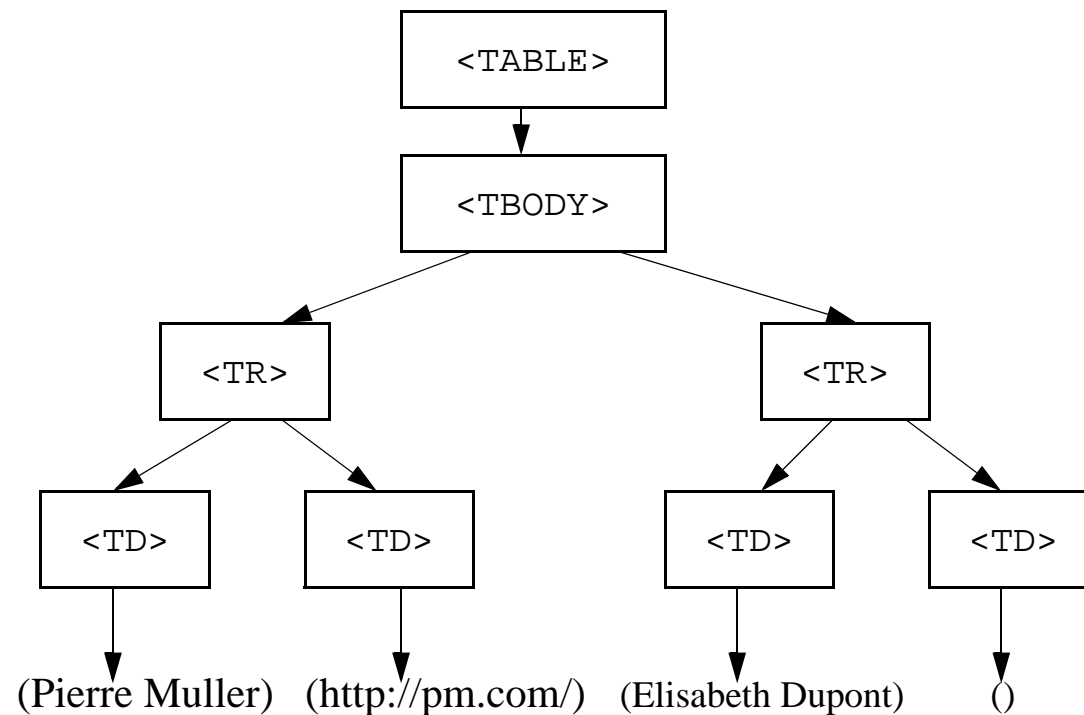 <TABLE>
<TBODY>
<TR> <TR>
<TD> <TD> <TD> <TD>
(Pierre Muller) (http://pm.com/) (Elisabeth Dupont) ()